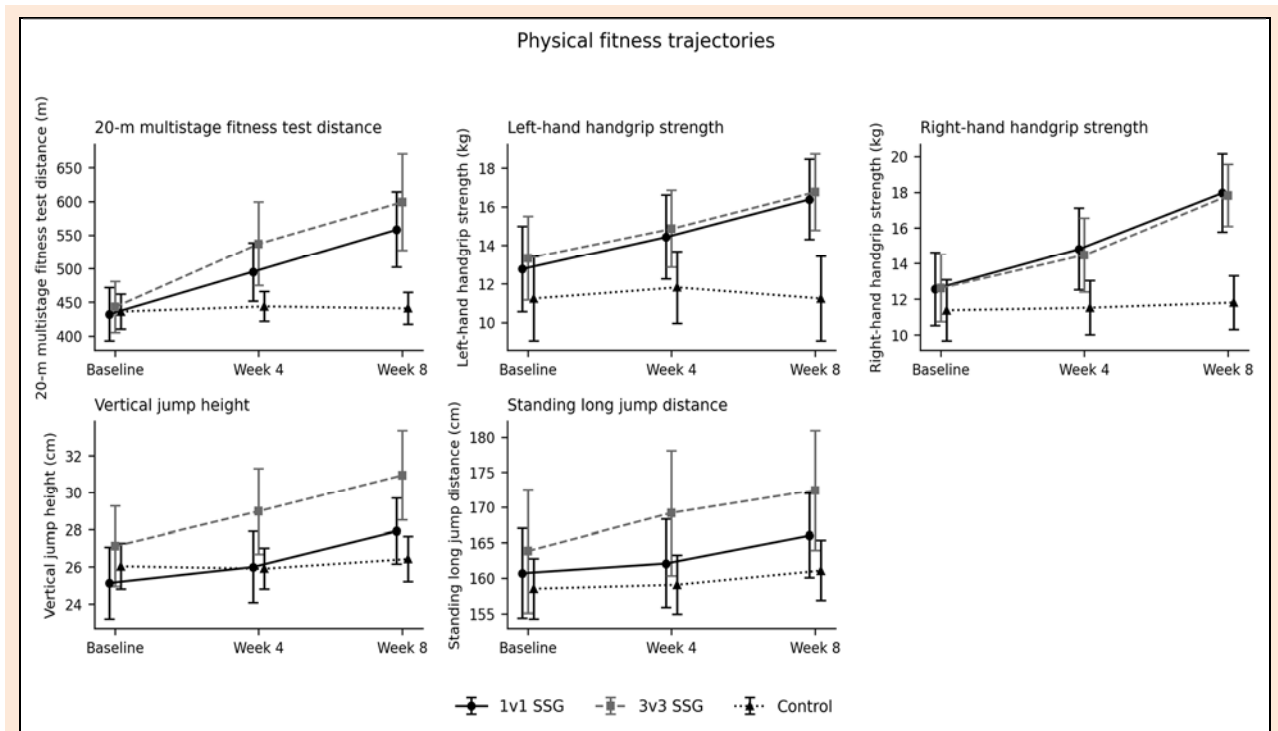 Physical fitness trajectories
20-m multistage fitness test distance
20-m multistage fitness test distance (m)
650
600
550
500
450
400
Baseline Week 4 Week 8
Left-hand handgrip strength
Left-hand handgrip strength (kg)
18
16
14
12
10
Baseline Week 4 Week 8
Right-hand handgrip strength
Right-hand handgrip strength (kg)
20
18
16
14
12
10
Baseline Week 4 Week 8
Vertical jump height
Vertical jump height (cm)
32
30
28
26
24
Baseline Week 4 Week 8
Standing long jump distance
Standing long jump distance (cm)
180
175
170
165
160
155
Baseline Week 4 Week 8
1v1 SSG 3v3 SSG Control